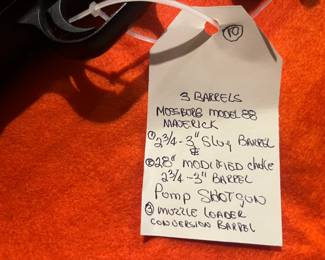 10
3 BARRELS
MOSSBURG MODEL 88
MAVERICK
① 2 3/4 - 3" Slug BARREL
② 28" MODIFIED choke
2 3/4 - 3" BARREL
Pump SHOTGUN
③ MUZZLE LOADER
CONVERSION BARREL